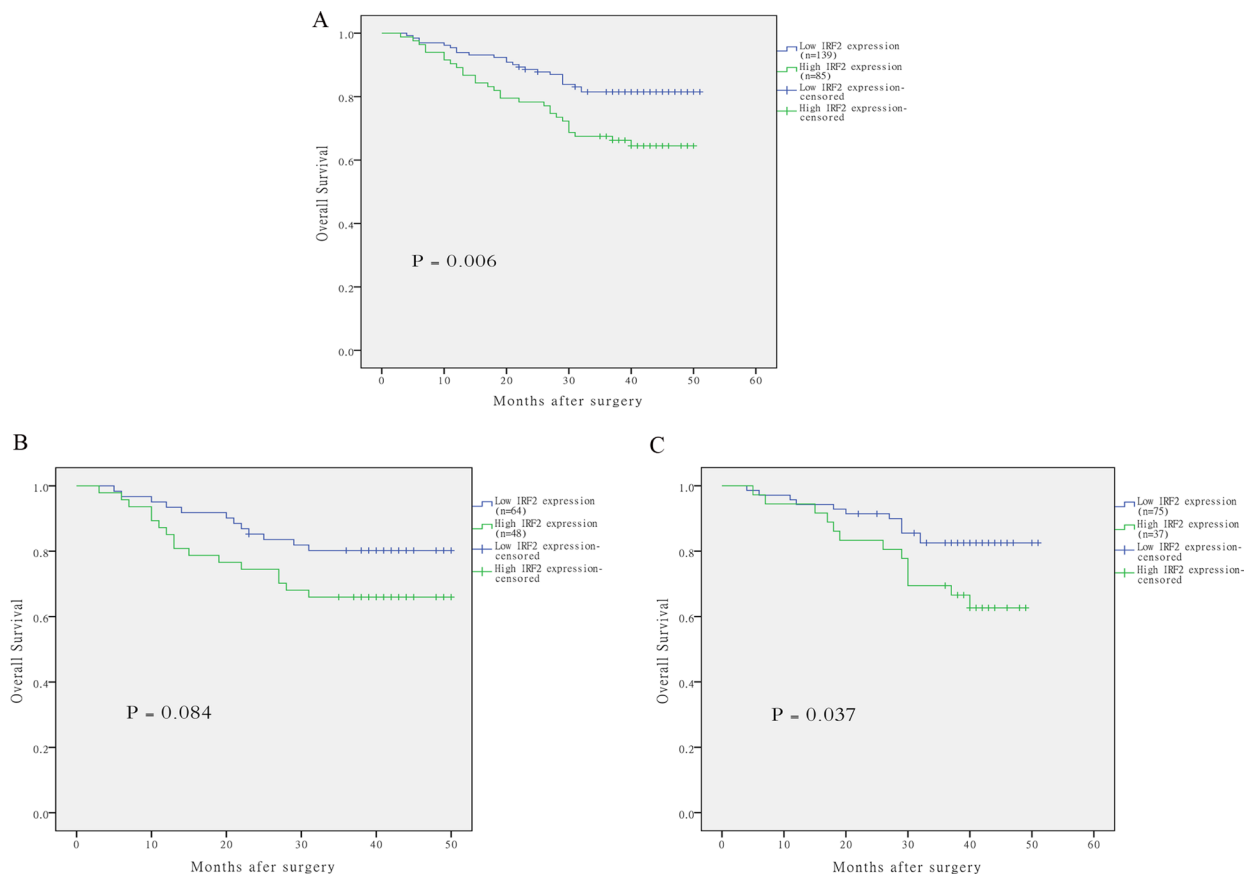 A
1.0
0.8
0.6
0.4
0.2
0.0
Overall Survival
P = 0.006
0 10 20 30 40 50 60
Months after surgery
Low IRF2 expression
(n=139)
High IRF2 expression
(n=85)
Low IRF2 expression-
censored
High IRF2 expression-
censored
B
1.0
0.8
0.6
0.4
0.2
0.0
Overall Survival
P = 0.084
0 10 20 30 40 50
Months afer surgery
Low IRF2 expression
(n=64)
High IRF2 expression
(n=48)
Low IRF2 expression-
censored
High IRF2 expression-
censored
C
1.0
0.8
0.6
0.4
0.2
0.0
Overall Survival
P = 0.037
0 10 20 30 40 50 60
Months after surgery
Low IRF2 expression
(n=75)
High IRF2 expression
(n=37)
Low IRF2 expression-
censored
High IRF2 expression-
censored